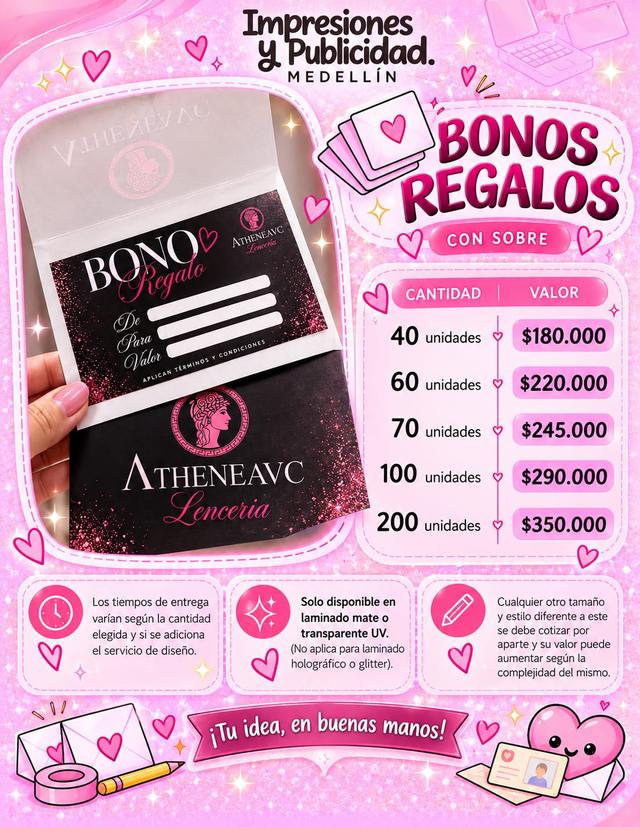 Impresiones
y Publicidad.
MEDELLÍN
BONOS
REGALOS
CON SOBRE
ATHENEAVC
BONO
Regalo
ATHENEAVC
Lencería
De
Para
Valor
APLICAN TÉRMINOS Y CONDICIONES
ATHENEAVC
Lenceria
CANTIDAD | VALOR
40 unidades $180.000
60 unidades $220.000
70 unidades $245.000
100 unidades $290.000
200 unidades $350.000
Los tiempos de entrega
varían según la cantidad
elegida y si se adiciona
el servicio de diseño.
Solo disponible en
laminado mate o
transparente UV.
(No aplica para laminado
holográfico o glitter).
Cualquier otro tamaño
y estilo diferente a este
se debe cotizar por
aparte y su valor puede
aumentar según la
complejidad del mismo.
¡Tu idea, en buenas manos!